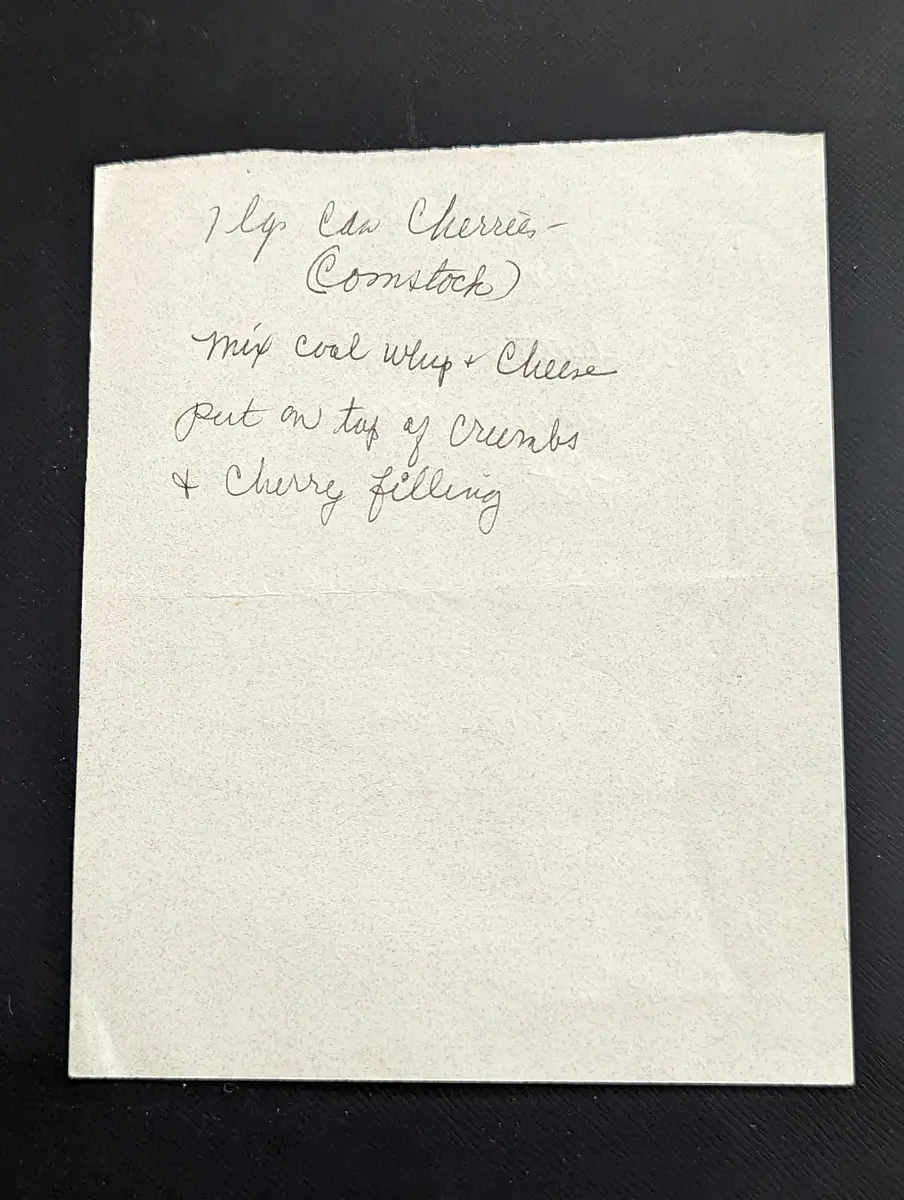 1 lg. can Cherries -
(Comstock)
Mix cool whip + Cheese
put on top of crumbs
+ Cherry filling